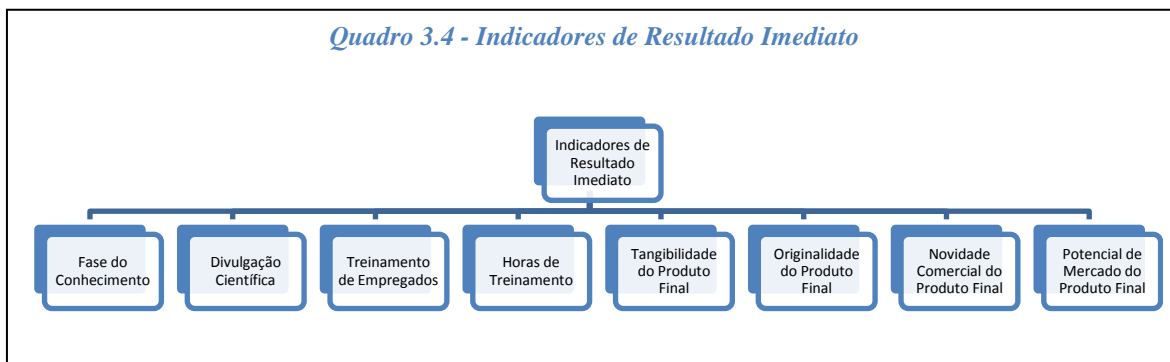 Quadro 3.4 - Indicadores de Resultado Imediato
Indicadores de
Resultado
Imediato
Fase do
Conhecimento
Divulgação
Científica
Treinamento
de Empregados
Horas de
Treinamento
Tangibilidade
do Produto
Final
Originalidade
do Produto
Final
Novidade
Comercial do
Produto Final
Potencial de
Mercado do
Produto Final